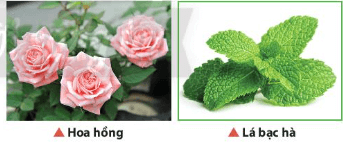 ▲ Hoa hồng
▲ Lá bạc hà